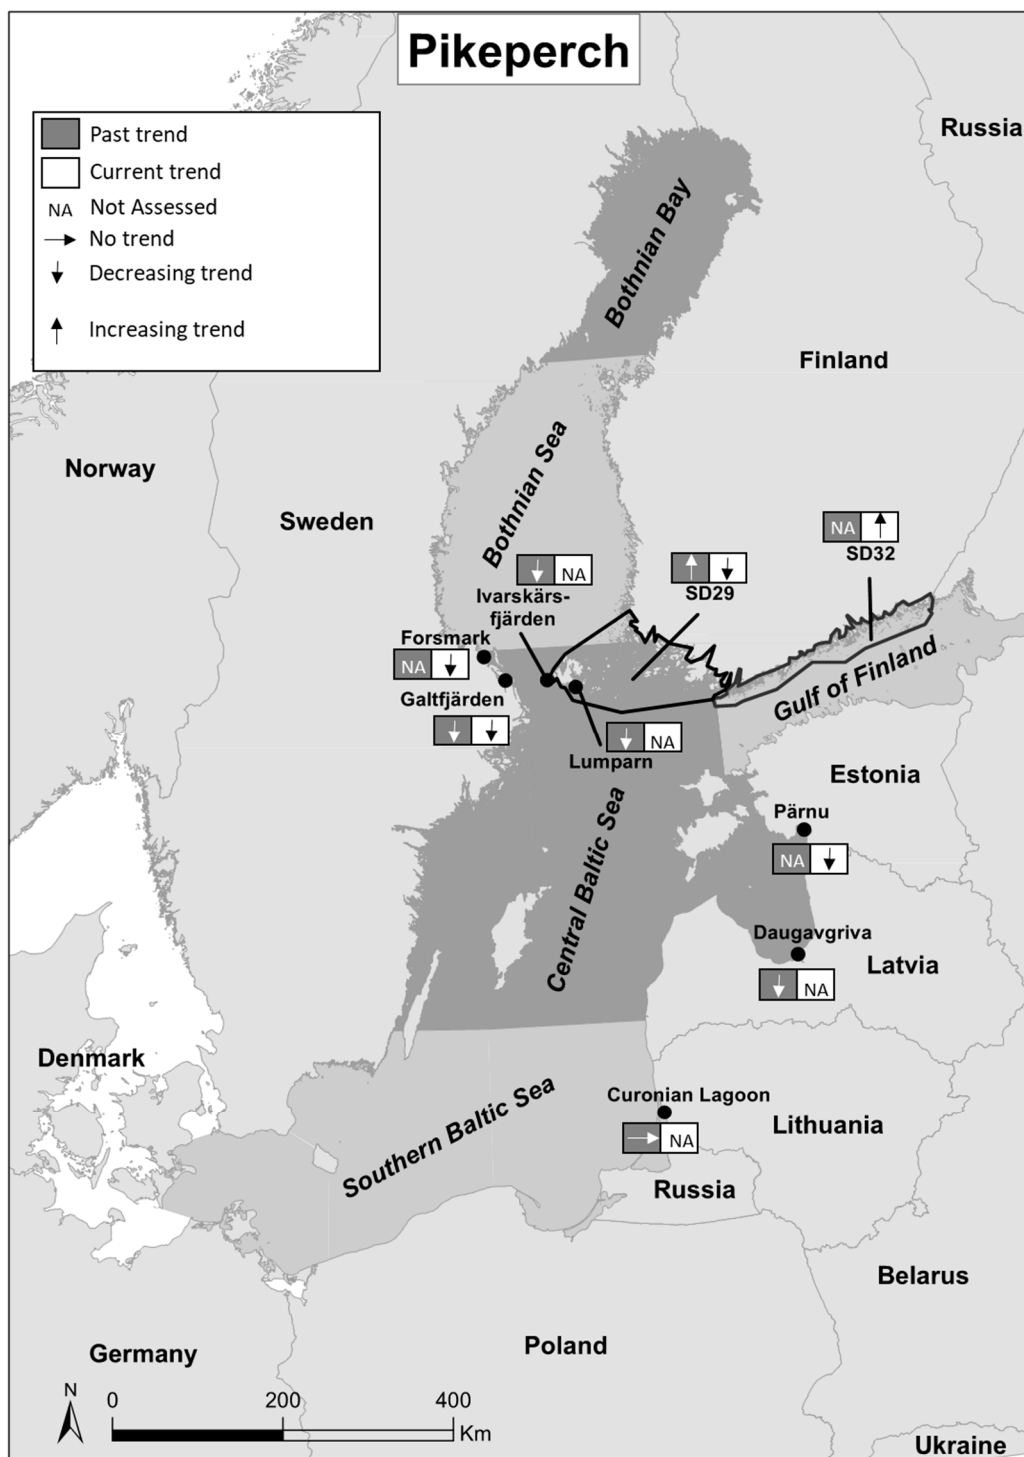 Pikeperch
Past trend
Current trend
NA Not Assessed
No trend
Decreasing trend
Increasing trend
Russia
Bothnian Bay
Finland
Norway
Sweden
Bothnian Sea
NA
SD32
NA
Ivarskärs-
fjärden
SD29
Forsmark
NA
Galtfjärden
Gulf of Finland
NA
Lumparn
Estonia
Central Baltic Sea
Pärnu
NA
Daugavgriva
Latvia
NA
Denmark
Southern Baltic Sea
Curonian Lagoon
NA
Lithuania
Russia
Belarus
Poland
Germany
N
0 200 400
Km
Ukraine